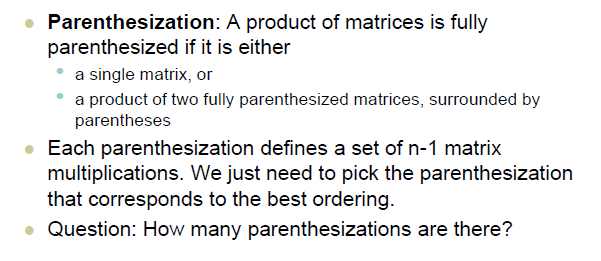 Parenthesization: A product of matrices is fully
parenthesized if it is either
a single matrix, or
a product of two fully parenthesized matrices, surrounded by
parentheses
Each parenthesization defines a set of n-1 matrix
multiplications. We just need to pick the parenthesization
that corresponds to the best ordering.
Question: How many parenthesizations are there?